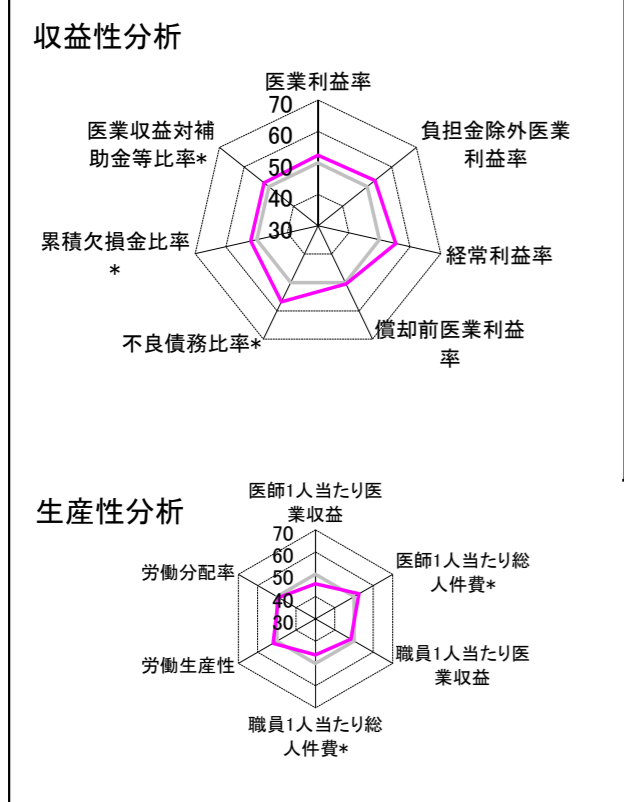 収益性分析
医業利益率
70
60
50
40
30
負担金除外医業
利益率
経常利益率
償却前医業利益
率
不良債務比率*
累積欠損金比率
*
医業収益対補
助金等比率*
生産性分析
医師1人当たり医
業収益
70
60
50
40
30
医師1人当たり総
人件費*
職員1人当たり医
業収益
職員1人当たり総
人件費*
労働生産性
労働分配率